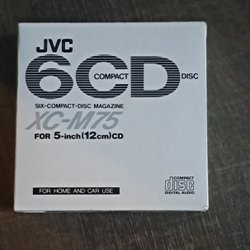 JVC
6CD COMPACT DISC
SIX-COMPACT-DISC MAGAZINE
XC-M75
FOR 5-inch(12cm)CD
FOR HOME AND CAR USE
COMPACT
disc
DIGITAL AUDIO